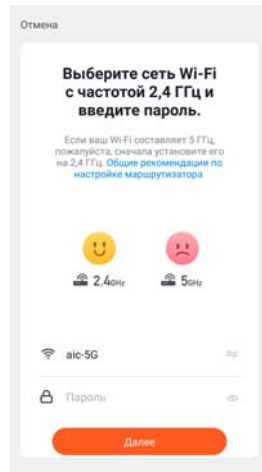 Отмена
Выберите сеть Wi-Fi
с частотой 2,4 ГГц и
введите пароль.
Если ваш Wi-Fi составляет 5 ГГц,
пожалуйста, сначала установите его
на 2,4 ГГц. Общие рекомендации по
настройке маршрутизатора
2.4GHz 5GHz
aic-5G
Пароль
Далее